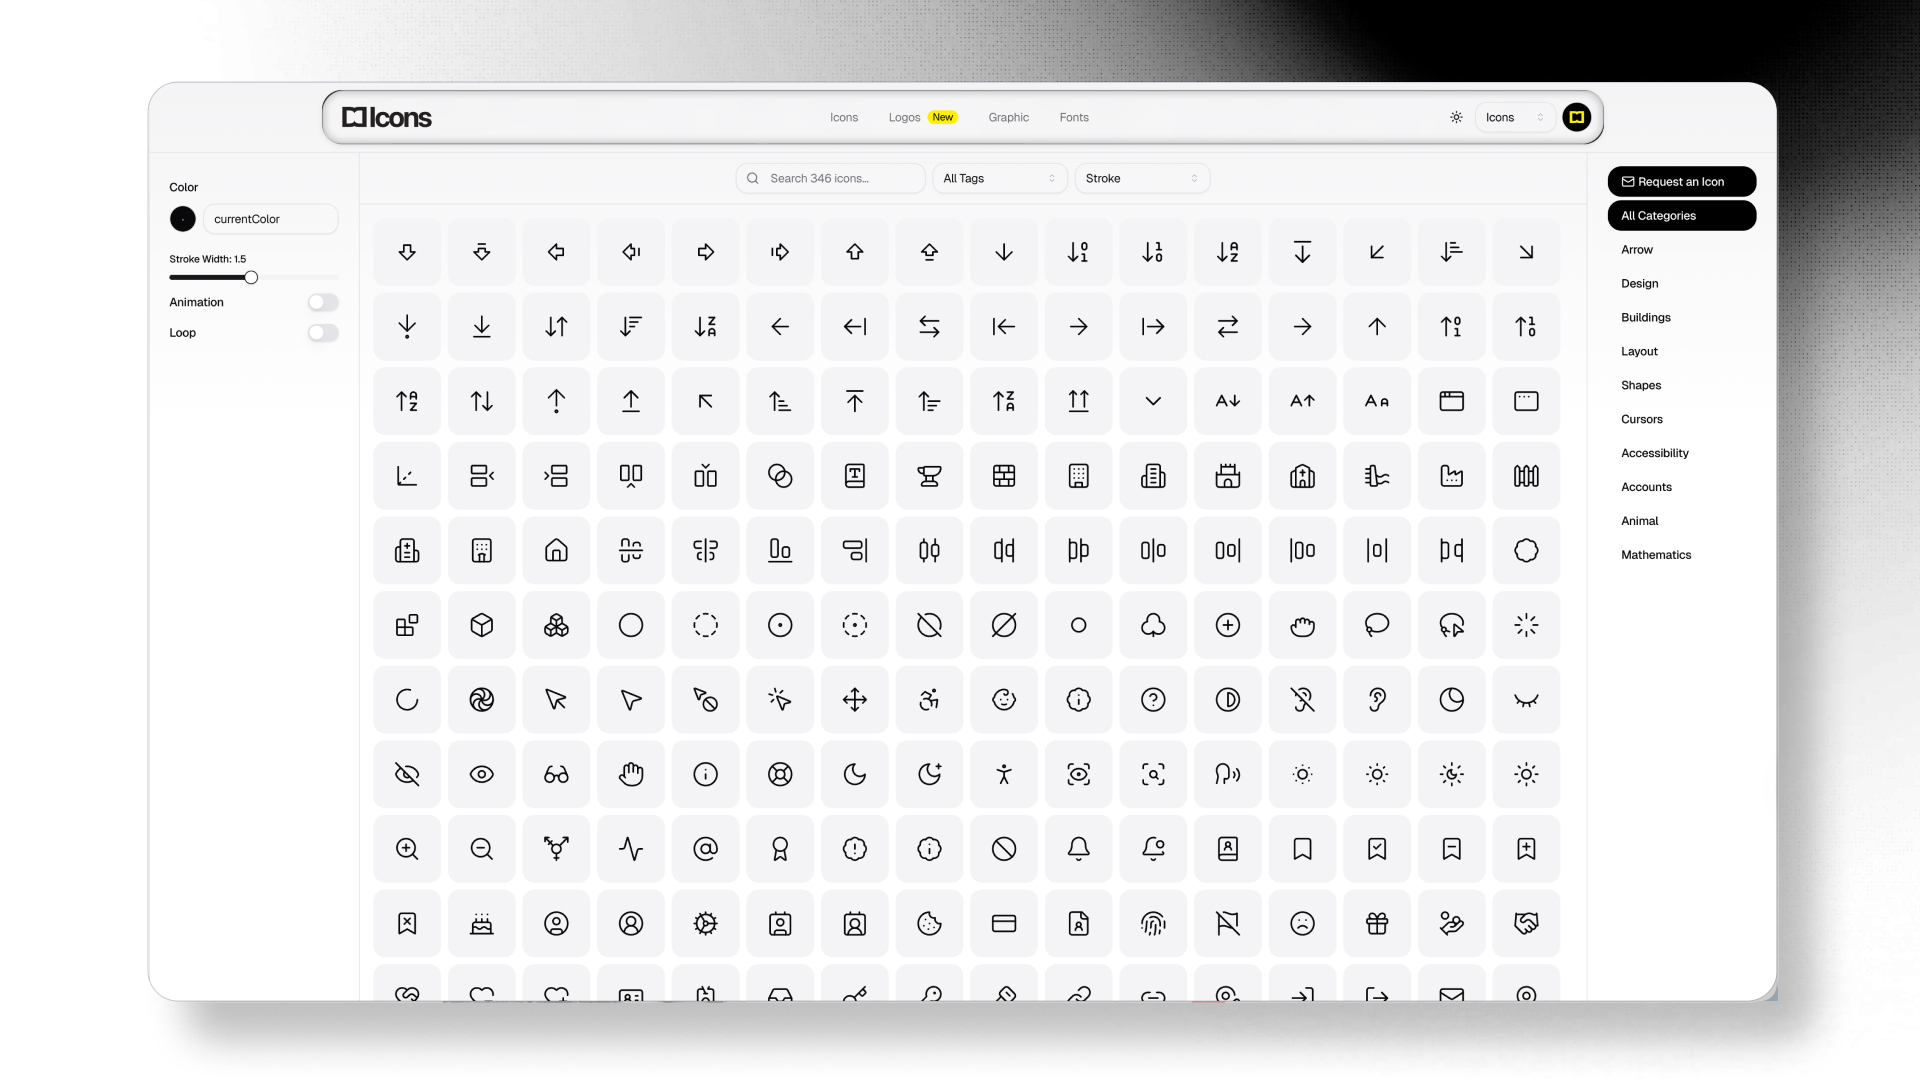 Icons
Icons
Logos New
Graphic
Fonts
Icons
Color
currentColor
Stroke Width: 1.5
Animation
Loop
Search 346 icons...
All Tags
Stroke
Request an Icon
All Categories
Arrow
Design
Buildings
Layout
Shapes
Cursors
Accessibility
Accounts
Animal
Mathematics